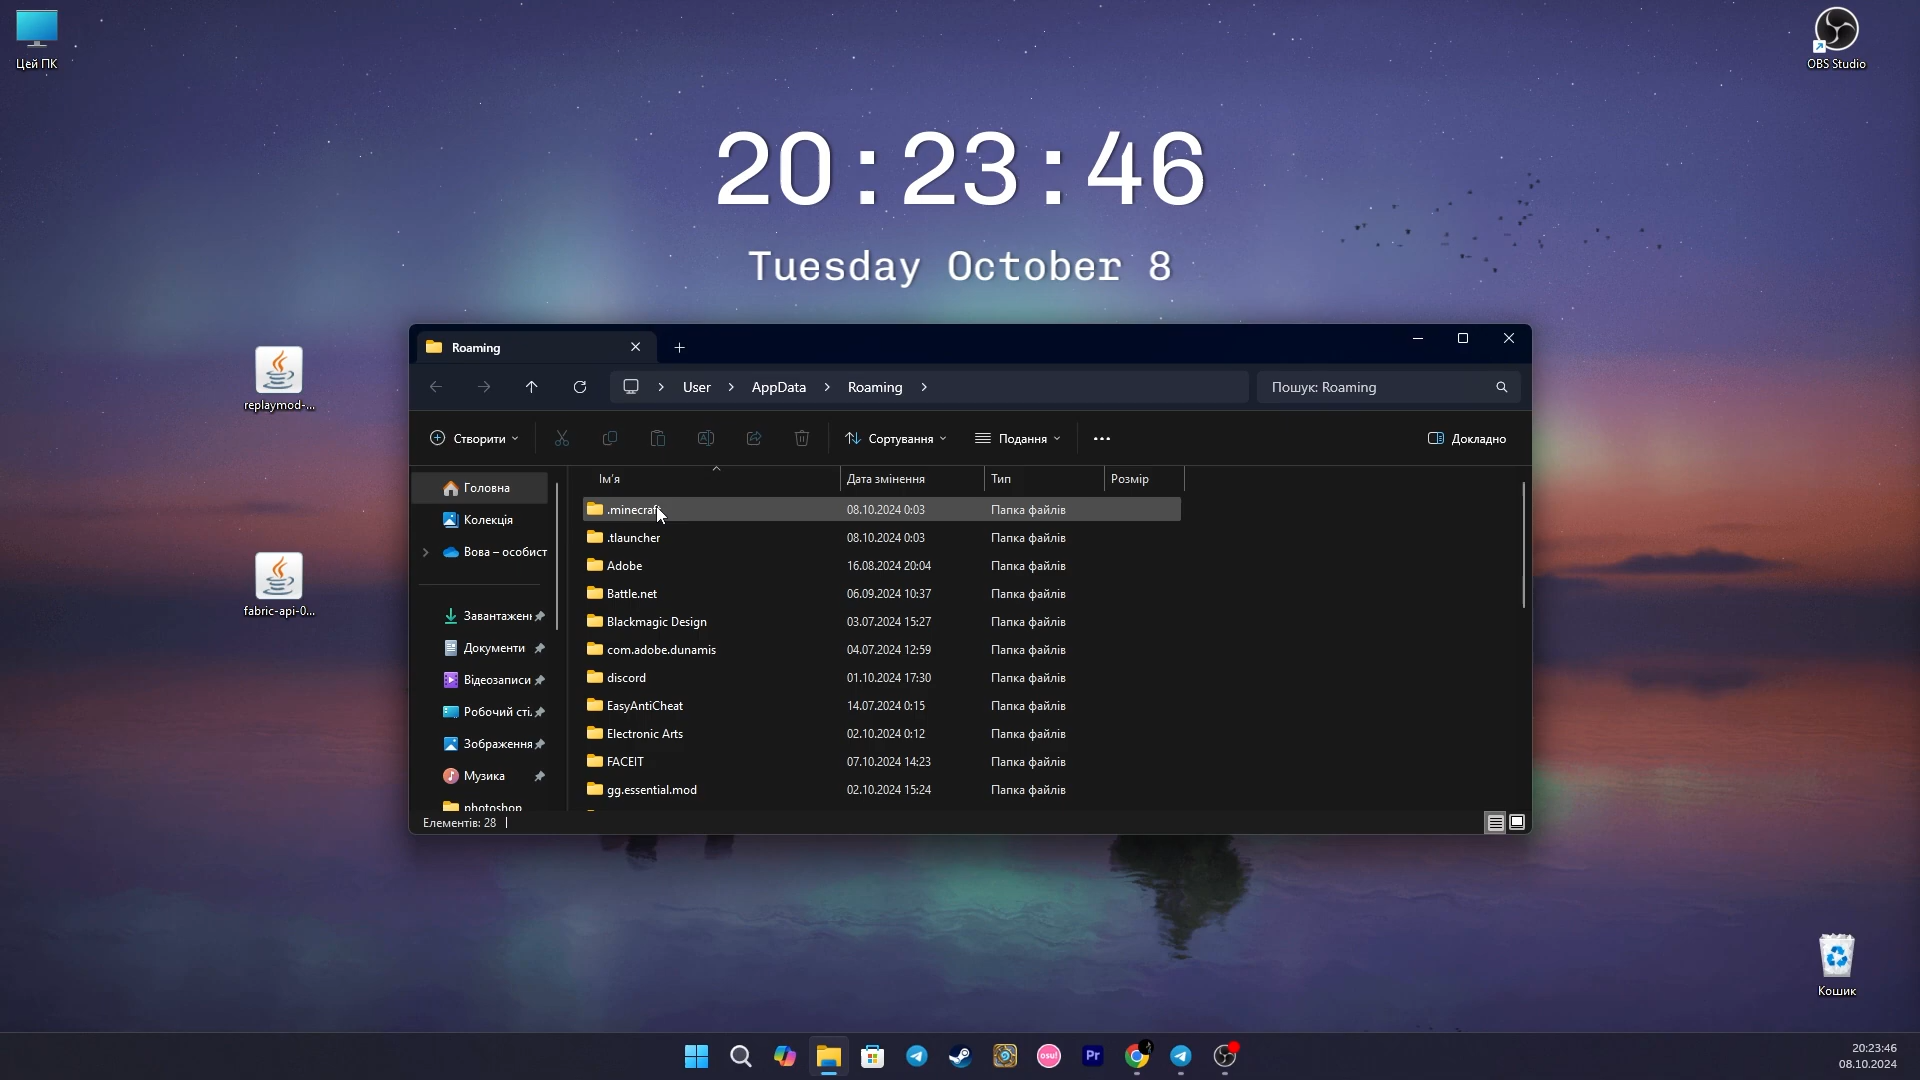 Цей ПК
OBS Studio
20:23:46
Tuesday October 8
replaymod-...
fabric-api-0...
Roaming
User
AppData
Roaming
Пошук: Roaming
Створити
Сортування
Подання
Докладно
Головна
Колекція
Вова – особист
Завантажен
Документи
Відеозаписи
Робочий сті
Зображення
Музика
photoshop
Ім'я Дата змінення Тип Розмір
.minecraft 08.10.2024 0:03 Папка файлів
.tlauncher 08.10.2024 0:03 Папка файлів
Adobe 16.08.2024 20:04 Папка файлів
Battle.net 06.09.2024 10:37 Папка файлів
Blackmagic Design 03.07.2024 15:27 Папка файлів
com.adobe.dunamis 04.07.2024 12:59 Папка файлів
discord 01.10.2024 17:30 Папка файлів
EasyAntiCheat 14.07.2024 0:15 Папка файлів
Electronic Arts 02.10.2024 0:12 Папка файлів
FACEIT 07.10.2024 14:23 Папка файлів
gg.essential.mod 02.10.2024 15:24 Папка файлів
Елементів: 28
Кошик
osu!
Pr
20:23:46
08.10.2024